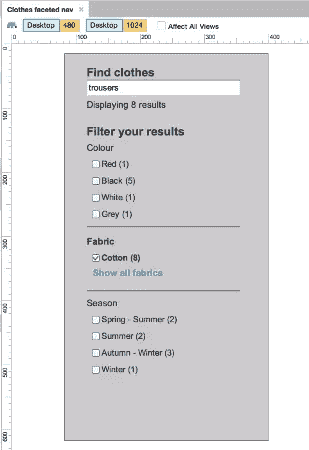 Clothes faceted nav ×
Desktop 480 Desktop 1024 Affect All Views
0 100 200 300 400
0
100
200
300
400
500
600
Find clothes
trousers
Displaying 8 results
Filter your results
Colour
Red (1)
Black (5)
White (1)
Grey (1)
Fabric
Cotton (8)
Show all fabrics
Season
Spring - Summer (2)
Summer (2)
Autumn - Winter (3)
Winter (1)